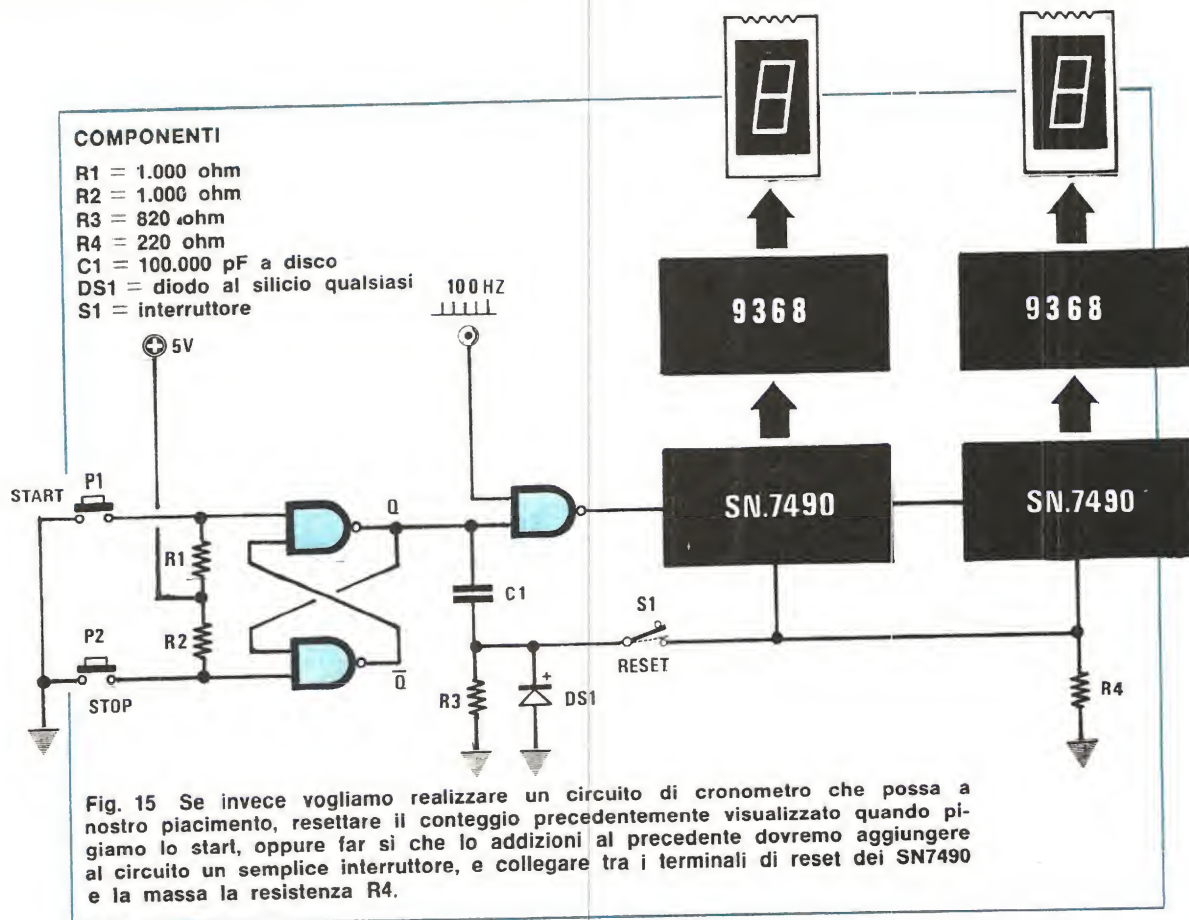 COMPONENTI
R1 = 1.000 ohm
R2 = 1.000 ohm
R3 = 820 ohm
R4 = 220 ohm
C1 = 100.000 pF a disco
DS1 = diodo al silicio qualsiasi
S1 = interruttore
5V
100 HZ
9368
9368
SN.7490
SN.7490
START
P1
R1
Q
C1
S1
RESET
P2
R2
STOP
Q̅
R3
+
DS1
R4
Fig. 15 Se invece vogliamo realizzare un circuito di cronometro che possa a
nostro piacimento, resettare il conteggio precedentemente visualizzato quando pi-
giamo lo start, oppure far sì che lo addizioni al precedente dovremo aggiungere
al circuito un semplice interruttore, e collegare tra i terminali di reset dei SN7490
e la massa la resistenza R4.